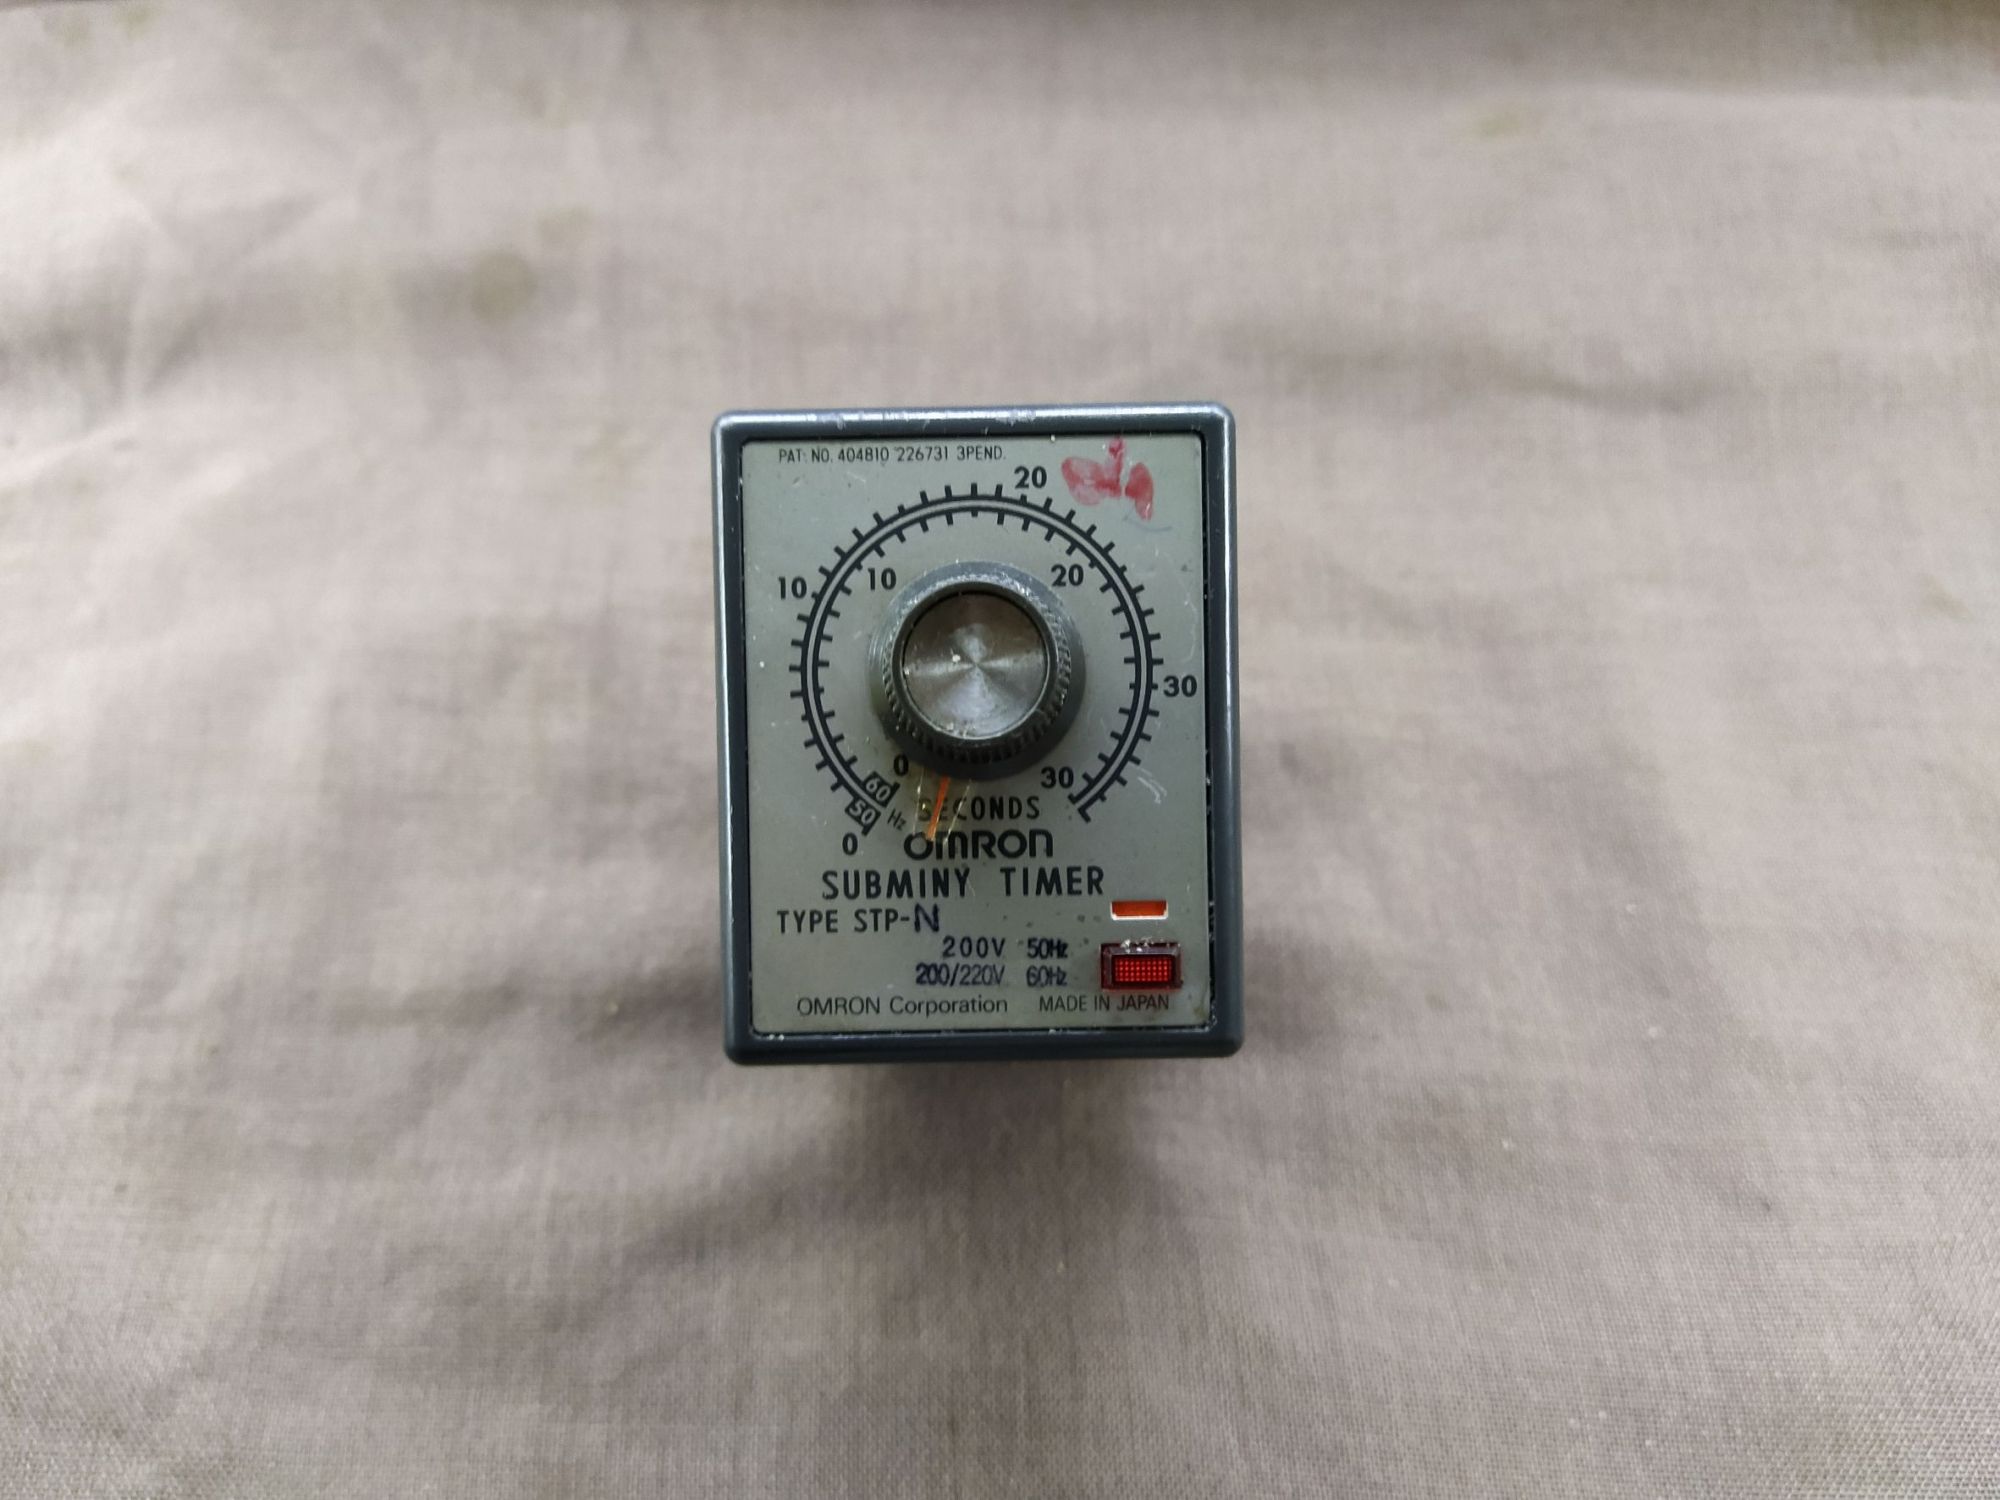 PAT. NO. 404810 226731 3PEND.
20
10
10
20
30
0
30
60
50
Hz
0
SECONDS
OMRON
SUBMINY TIMER
TYPE STP-N
200V 50Hz
200/220V 60Hz
OMRON Corporation MADE IN JAPAN